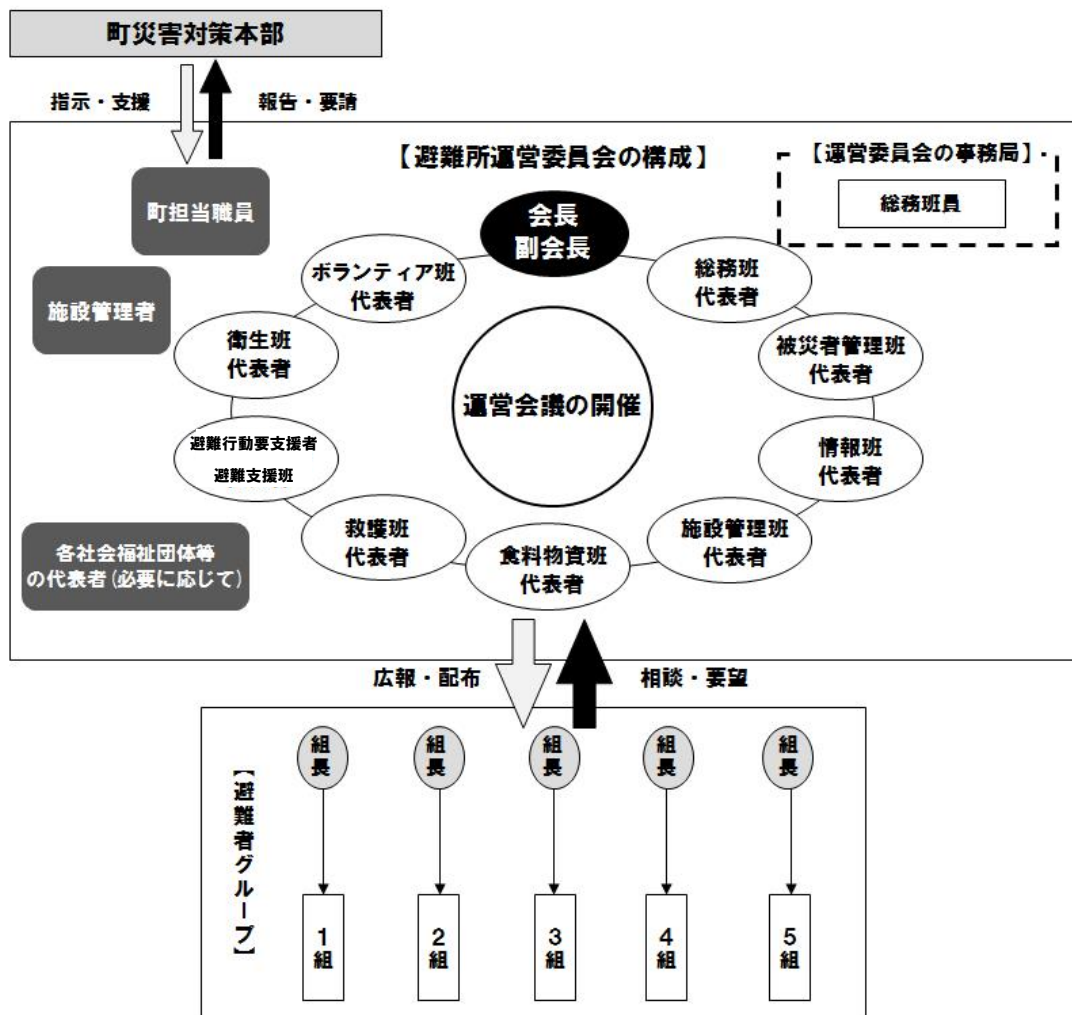 町災害対策本部
指示・支援
報告・要請
【避難所運営委員会の構成】
【運営委員会の事務局】
総務班員
町担当職員
施設管理者
各社会福祉団体等
の代表者(必要に応じて)
会長
副会長
総務班
代表者
被災者管理班
代表者
情報班
代表者
施設管理班
代表者
食料物資班
代表者
救護班
代表者
避難行動要支援者
避難支援班
衛生班
代表者
ボランティア班
代表者
運営会議の開催
広報・配布
相談・要望
【避難者グループ】
組長
組長
組長
組長
組長
1組
2組
3組
4組
5組